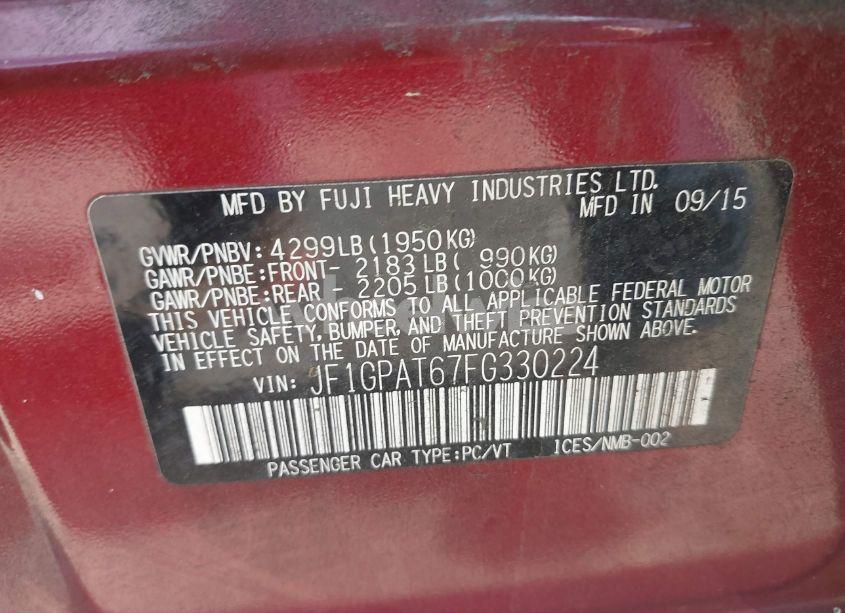 MFD BY FUJI HEAVY INDUSTRIES LTD.
MFD IN 09/15
GVWR/PNBV: 4299LB(1950KG)
GAWR/PNBE:FRONT- 2183LB( 990KG)
GAWR/PNBE:REAR - 2205LB(1000KG)
THIS VEHICLE CONFORMS TO ALL APPLICABLE FEDERAL MOTOR
VEHICLE SAFETY, BUMPER, AND THEFT PREVENTION STANDARDS
IN EFFECT ON THE DATE OF MANUFACTURE SHOWN ABOVE.
VIN: JF1GPAT67FG330224
PASSENGER CAR TYPE:PC/VT ICES/NMB-002